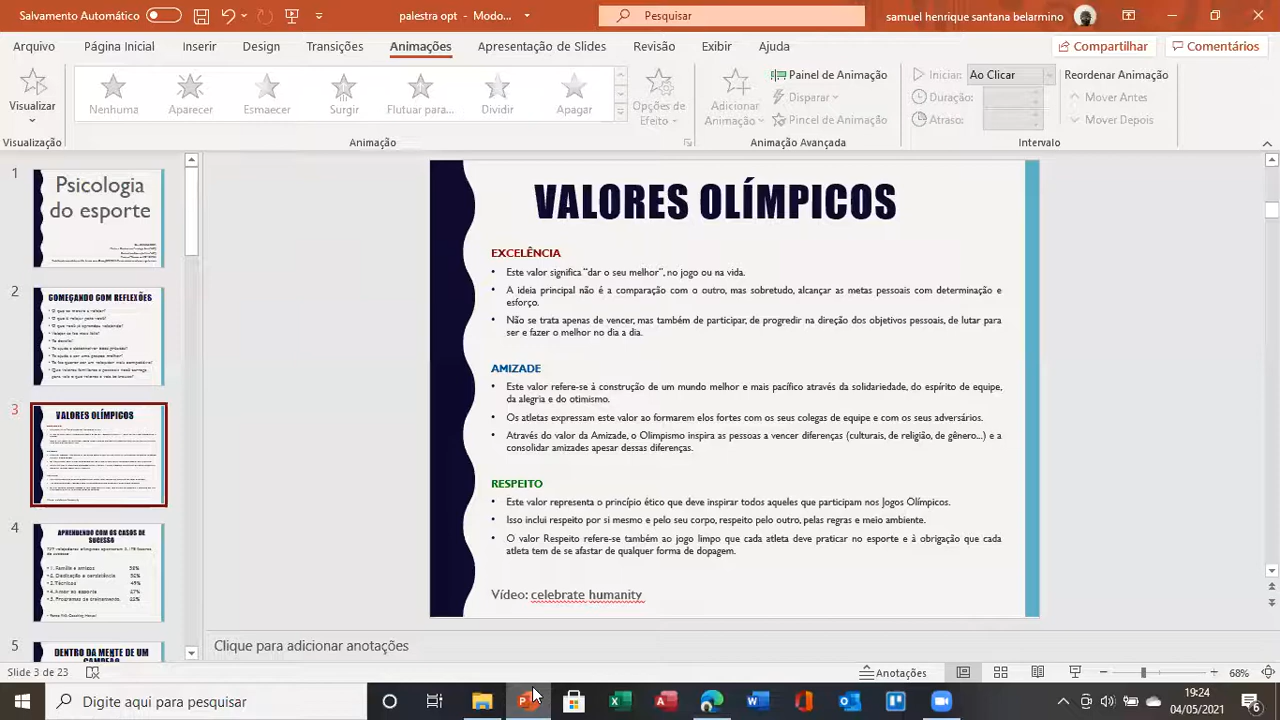 Salvamento Automático
palestra opt - Modo...
Pesquisar
samuel henrique santana belarmino
Arquivo
Página Inicial
Inserir
Design
Transições
Animações
Apresentação de Slides
Revisão
Exibir
Ajuda
Compartilhar
Comentários
Visualizar
Nenhuma
Aparecer
Esmaecer
Surgir
Flutuar para...
Dividir
Apagar
Opções de
Efeito
Adicionar
Animação
Painel de Animação
Disparar
Pincel de Animação
Iniciar:
Ao Clicar
Duração:
Atraso:
Reordenar Animação
Mover Antes
Mover Depois
Visualização
Animação
Animação Avançada
Intervalo
1
Psicologia
do esporte
2
COMEÇANDO COM REFLEXÕES
3
VALORES OLÍMPICOS
4
APRENDENDO COM OS CASOS DE
SUCESSO
5
DENTRO DA MENTE DE UM
CAMPEÃO
VALORES OLÍMPICOS
EXCELÊNCIA
• Este valor significa "dar o seu melhor", no jogo ou na vida.
• A ideia principal não é a comparação com o outro, mas sobretudo, alcançar as metas pessoais com determinação e
esforço.
• Não se trata apenas de vencer, mas também de participar, de progredir na direção dos objetivos pessoais, de lutar para
ser e fazer o melhor no dia a dia.
AMIZADE
• Este valor refere-se à construção de um mundo melhor e mais pacífico através da solidariedade, do espírito de equipe,
da alegria e do otimismo.
• Os atletas expressam este valor ao formarem elos fortes com os seus colegas de equipe e com os seus adversários.
• Através do valor da Amizade, o Olimpismo inspira as pessoas a vencer diferenças (culturais, de religião, de gênero...) e a
consolidar amizades apesar dessas diferenças.
RESPEITO
• Este valor representa o princípio ético que deve inspirar todos aqueles que participam nos Jogos Olímpicos.
• Isso inclui respeito por si mesmo e pelo seu corpo, respeito pelo outro, pelas regras e meio ambiente.
• O valor Respeito refere-se também ao jogo limpo que cada atleta deve praticar no esporte e à obrigação que cada
atleta tem de se afastar de qualquer forma de dopagem.
Vídeo: celebrate humanity
Clique para adicionar anotações
Slide 3 de 23
Anotações
68%
Digite aqui para pesquisar
19:24
04/05/2021
6